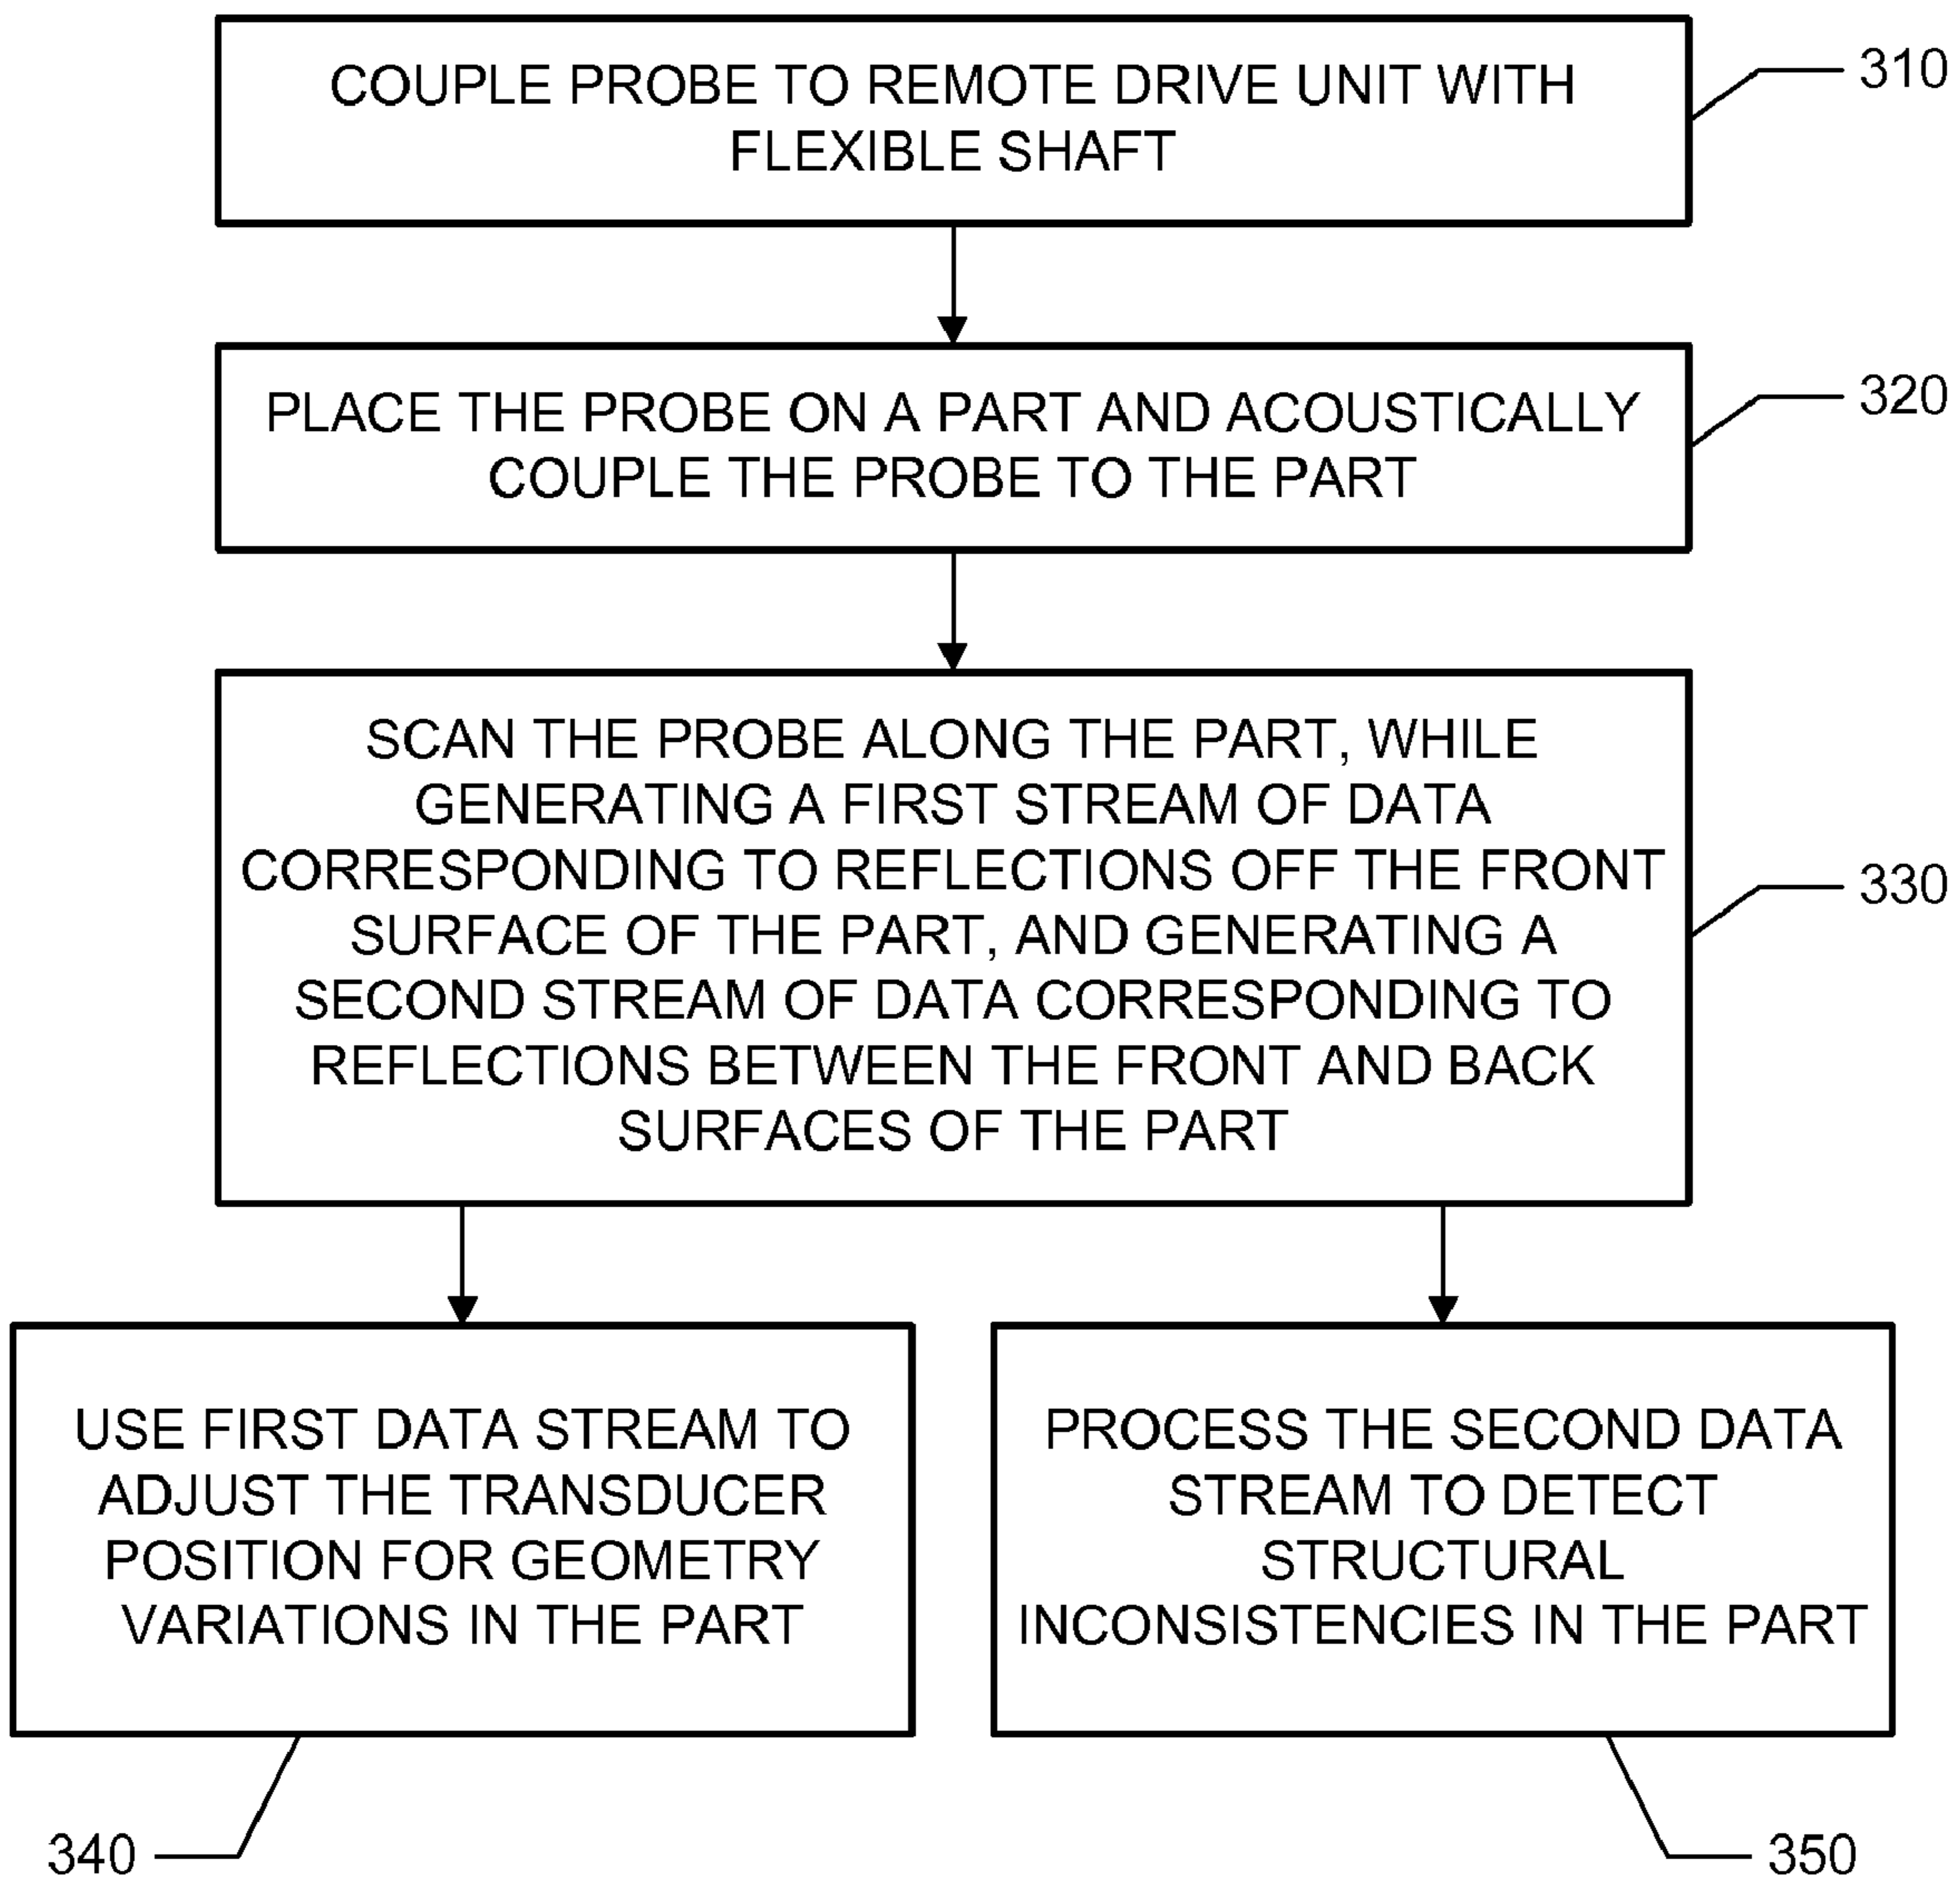 COUPLE PROBE TO REMOTE DRIVE UNIT WITH
FLEXIBLE SHAFT
310
PLACE THE PROBE ON A PART AND ACOUSTICALLY
COUPLE THE PROBE TO THE PART
320
SCAN THE PROBE ALONG THE PART, WHILE
GENERATING A FIRST STREAM OF DATA
CORRESPONDING TO REFLECTIONS OFF THE FRONT
SURFACE OF THE PART, AND GENERATING A
SECOND STREAM OF DATA CORRESPONDING TO
REFLECTIONS BETWEEN THE FRONT AND BACK
SURFACES OF THE PART
330
USE FIRST DATA STREAM TO
ADJUST THE TRANSDUCER
POSITION FOR GEOMETRY
VARIATIONS IN THE PART
340
PROCESS THE SECOND DATA
STREAM TO DETECT
STRUCTURAL
INCONSISTENCIES IN THE PART
350